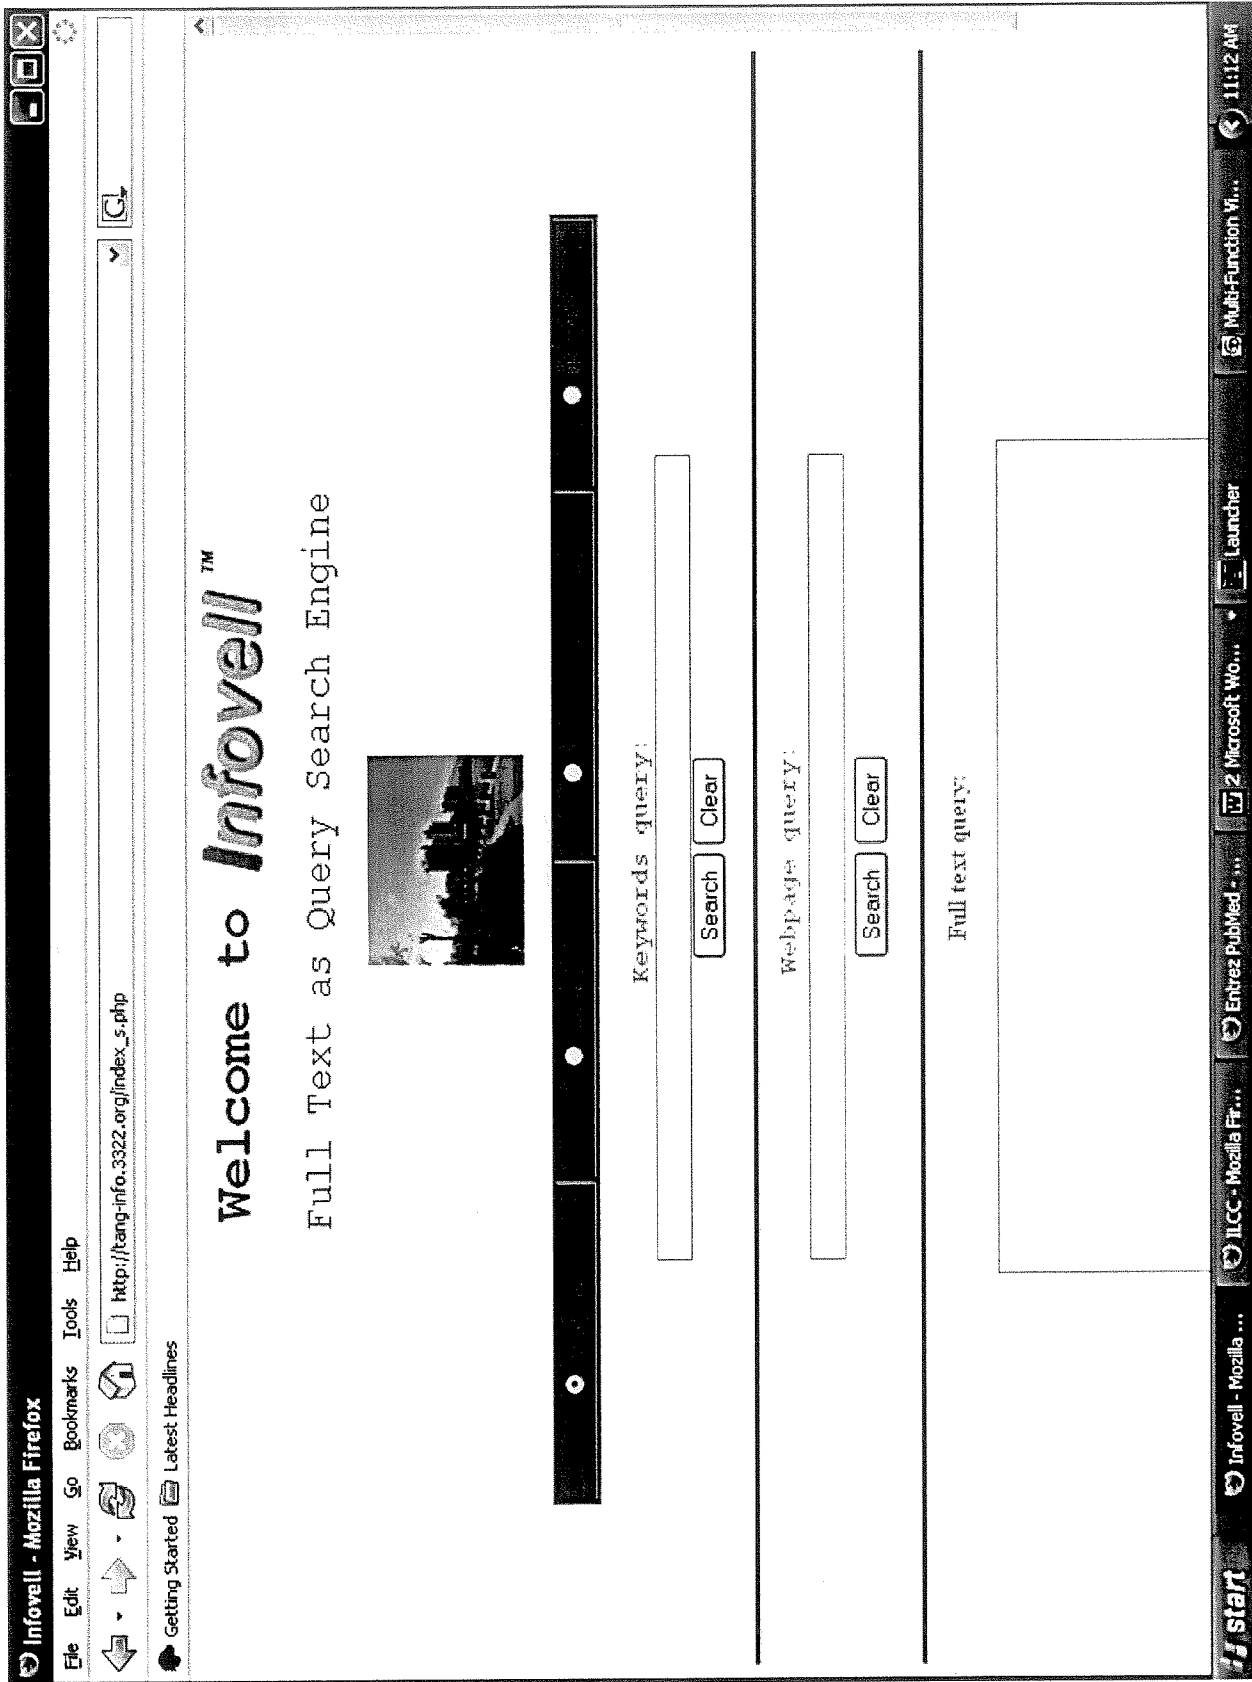 Infovell - Mozilla Firefox
File Edit View Go Bookmarks Tools Help
http://tang-info.3322.org/index_s.php
G
Getting Started Latest Headlines
Welcome to Infovell™
Full Text as Query Search Engine
Keywords query:
Search Clear
Webpage query:
Search Clear
Full text query:
start Infovell - Mozilla ... ILCC - Mozilla Fir... Entrez PubMed - ... 2 Microsoft Wo... Launcher Multi-Function Vi... 11:12 AM